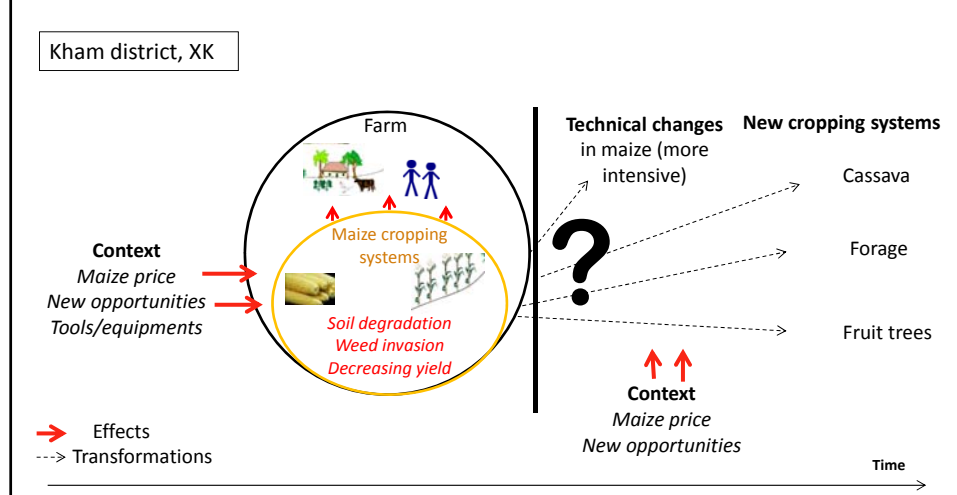 Kham district, XK
Farm
Maize cropping
systems
Soil degradation
Weed invasion
Decreasing yield
Context
Maize price
New opportunities
Tools/equipments
Technical changes
in maize (more
intensive)
?
New cropping systems
Cassava
Forage
Fruit trees
Context
Maize price
New opportunities
Effects
Transformations
Time